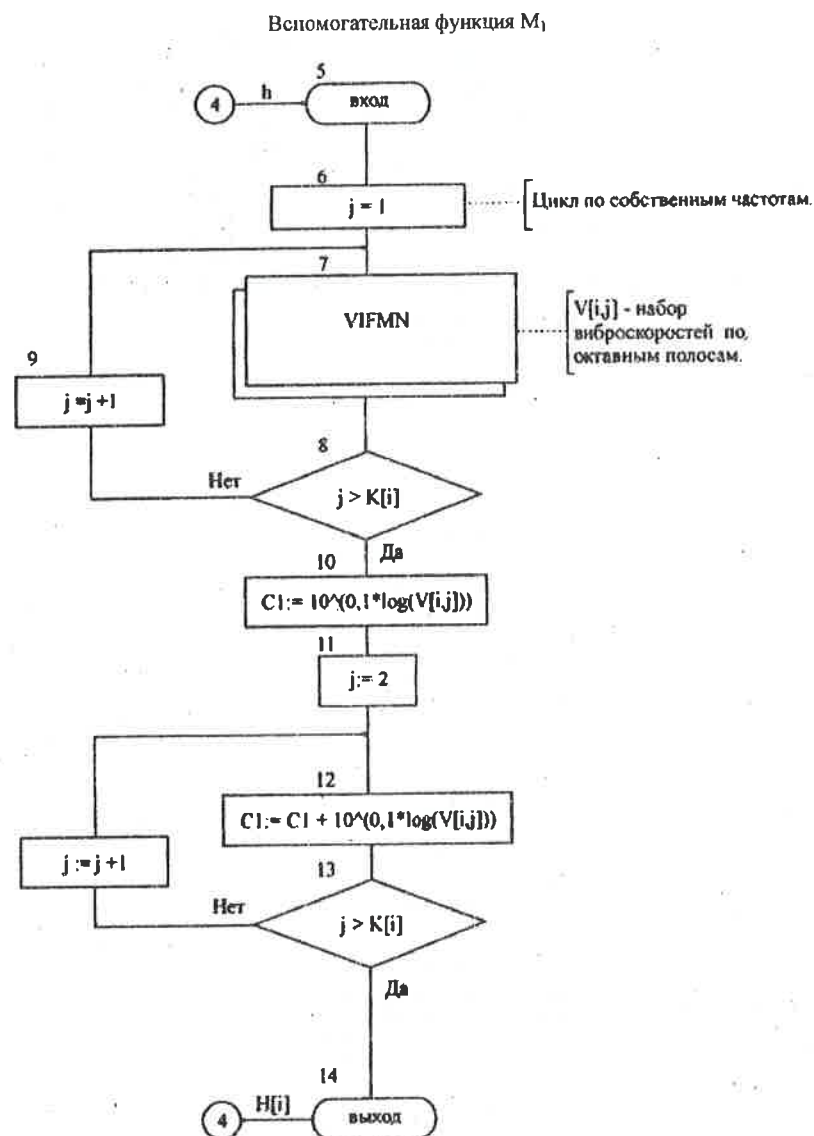 Вспомогательная функция M₁
5
4
h
вход
6
j = 1
Цикл по собственным частотам.
7
VIFMN
V[i,j] - набор
виброскоростей по
октавным полосам.
9
j =j +1
8
Нет
j > K[i]
Да
10
C1:= 10^(0,1*log(V[i,j]))
11
j:= 2
12
C1:= C1 + 10^(0,1*log(V[i,j]))
j := j +1
13
Нет
j > K[i]
Да
14
4
H[i]
выход